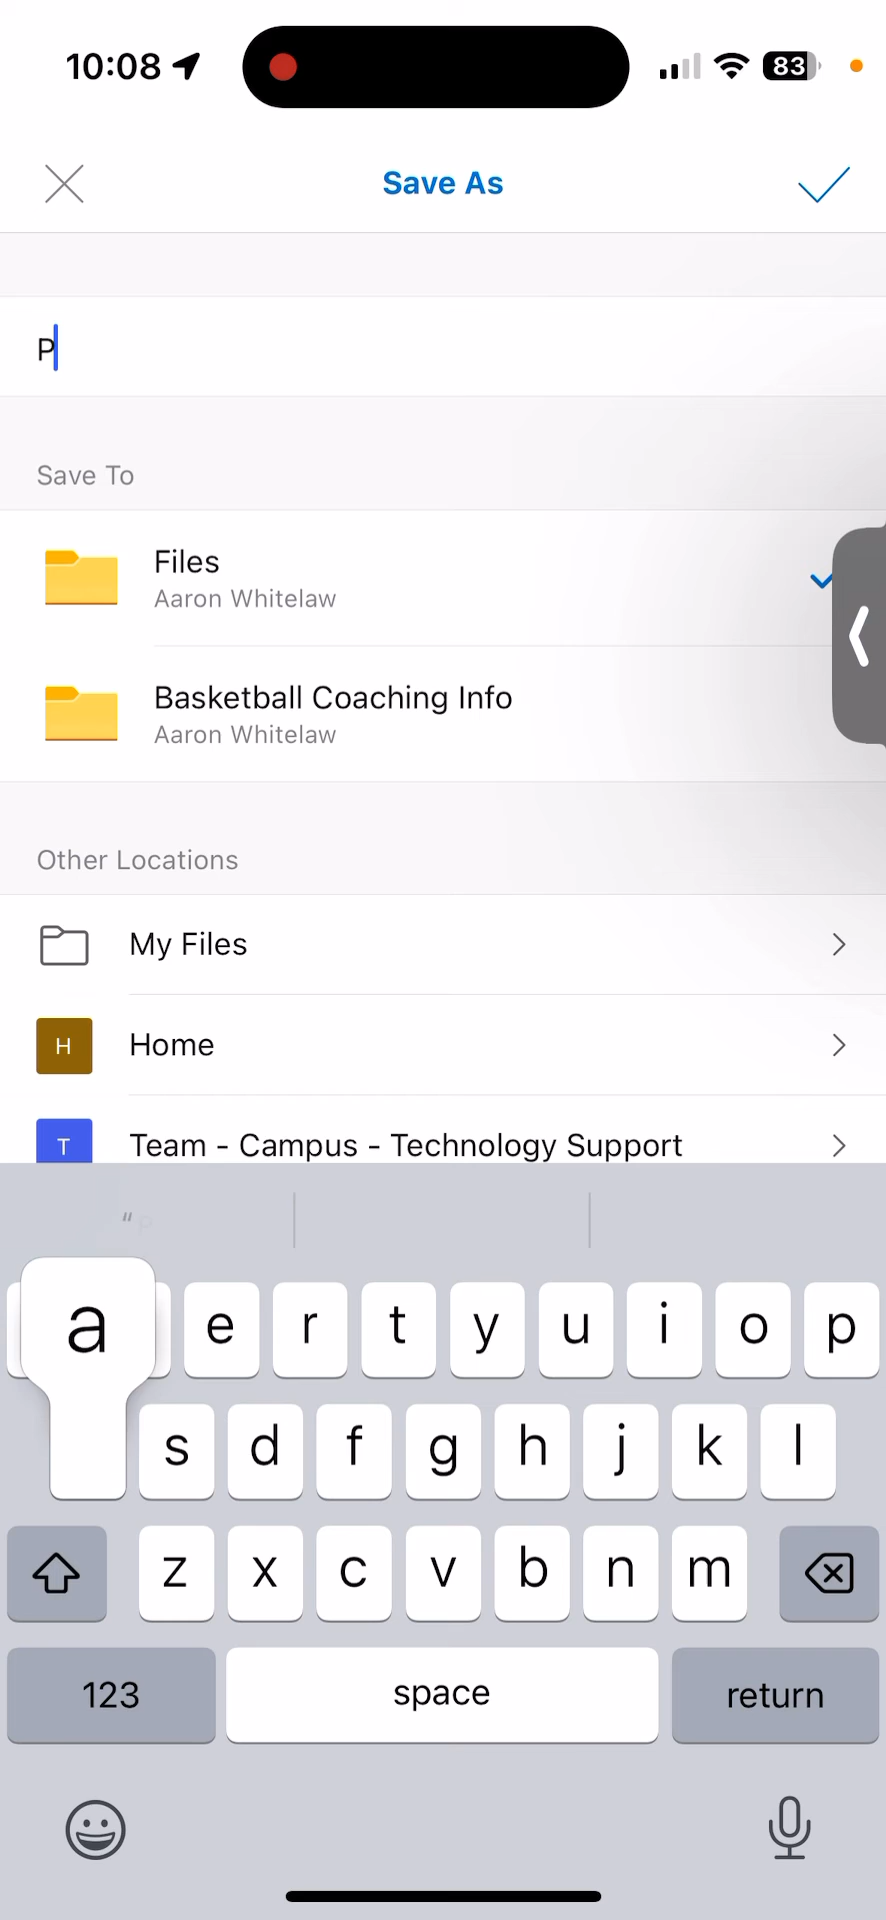 10:08
83
Save As
P
Save To
Files
Aaron Whitelaw
Basketball Coaching Info
Aaron Whitelaw
Other Locations
My Files
H
Home
T
Team - Campus - Technology Support
"P
a e r t y u i o p
s d f g h j k l
z x c v b n m
123 space return